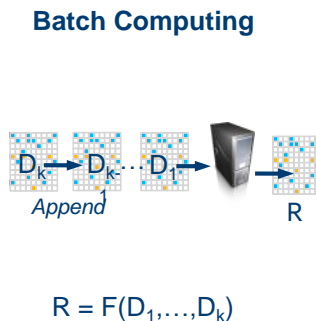 Batch Computing
Dₖ Dₖ₋₁ … D₁
Append
R
R = F(D₁,…,Dₖ)